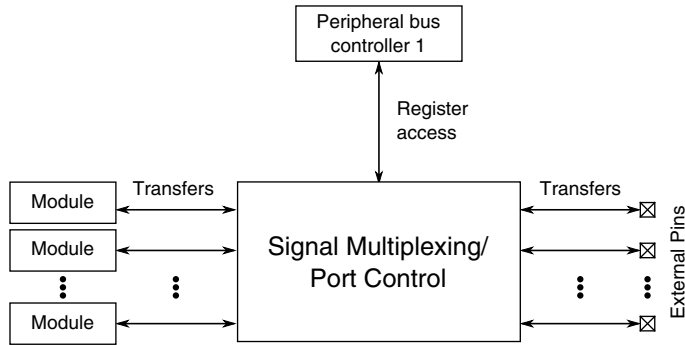 Peripheral bus
controller 1
Register
access
Module
Transfers
Transfers
Module
Signal Multiplexing/
Port Control
Module
External Pins